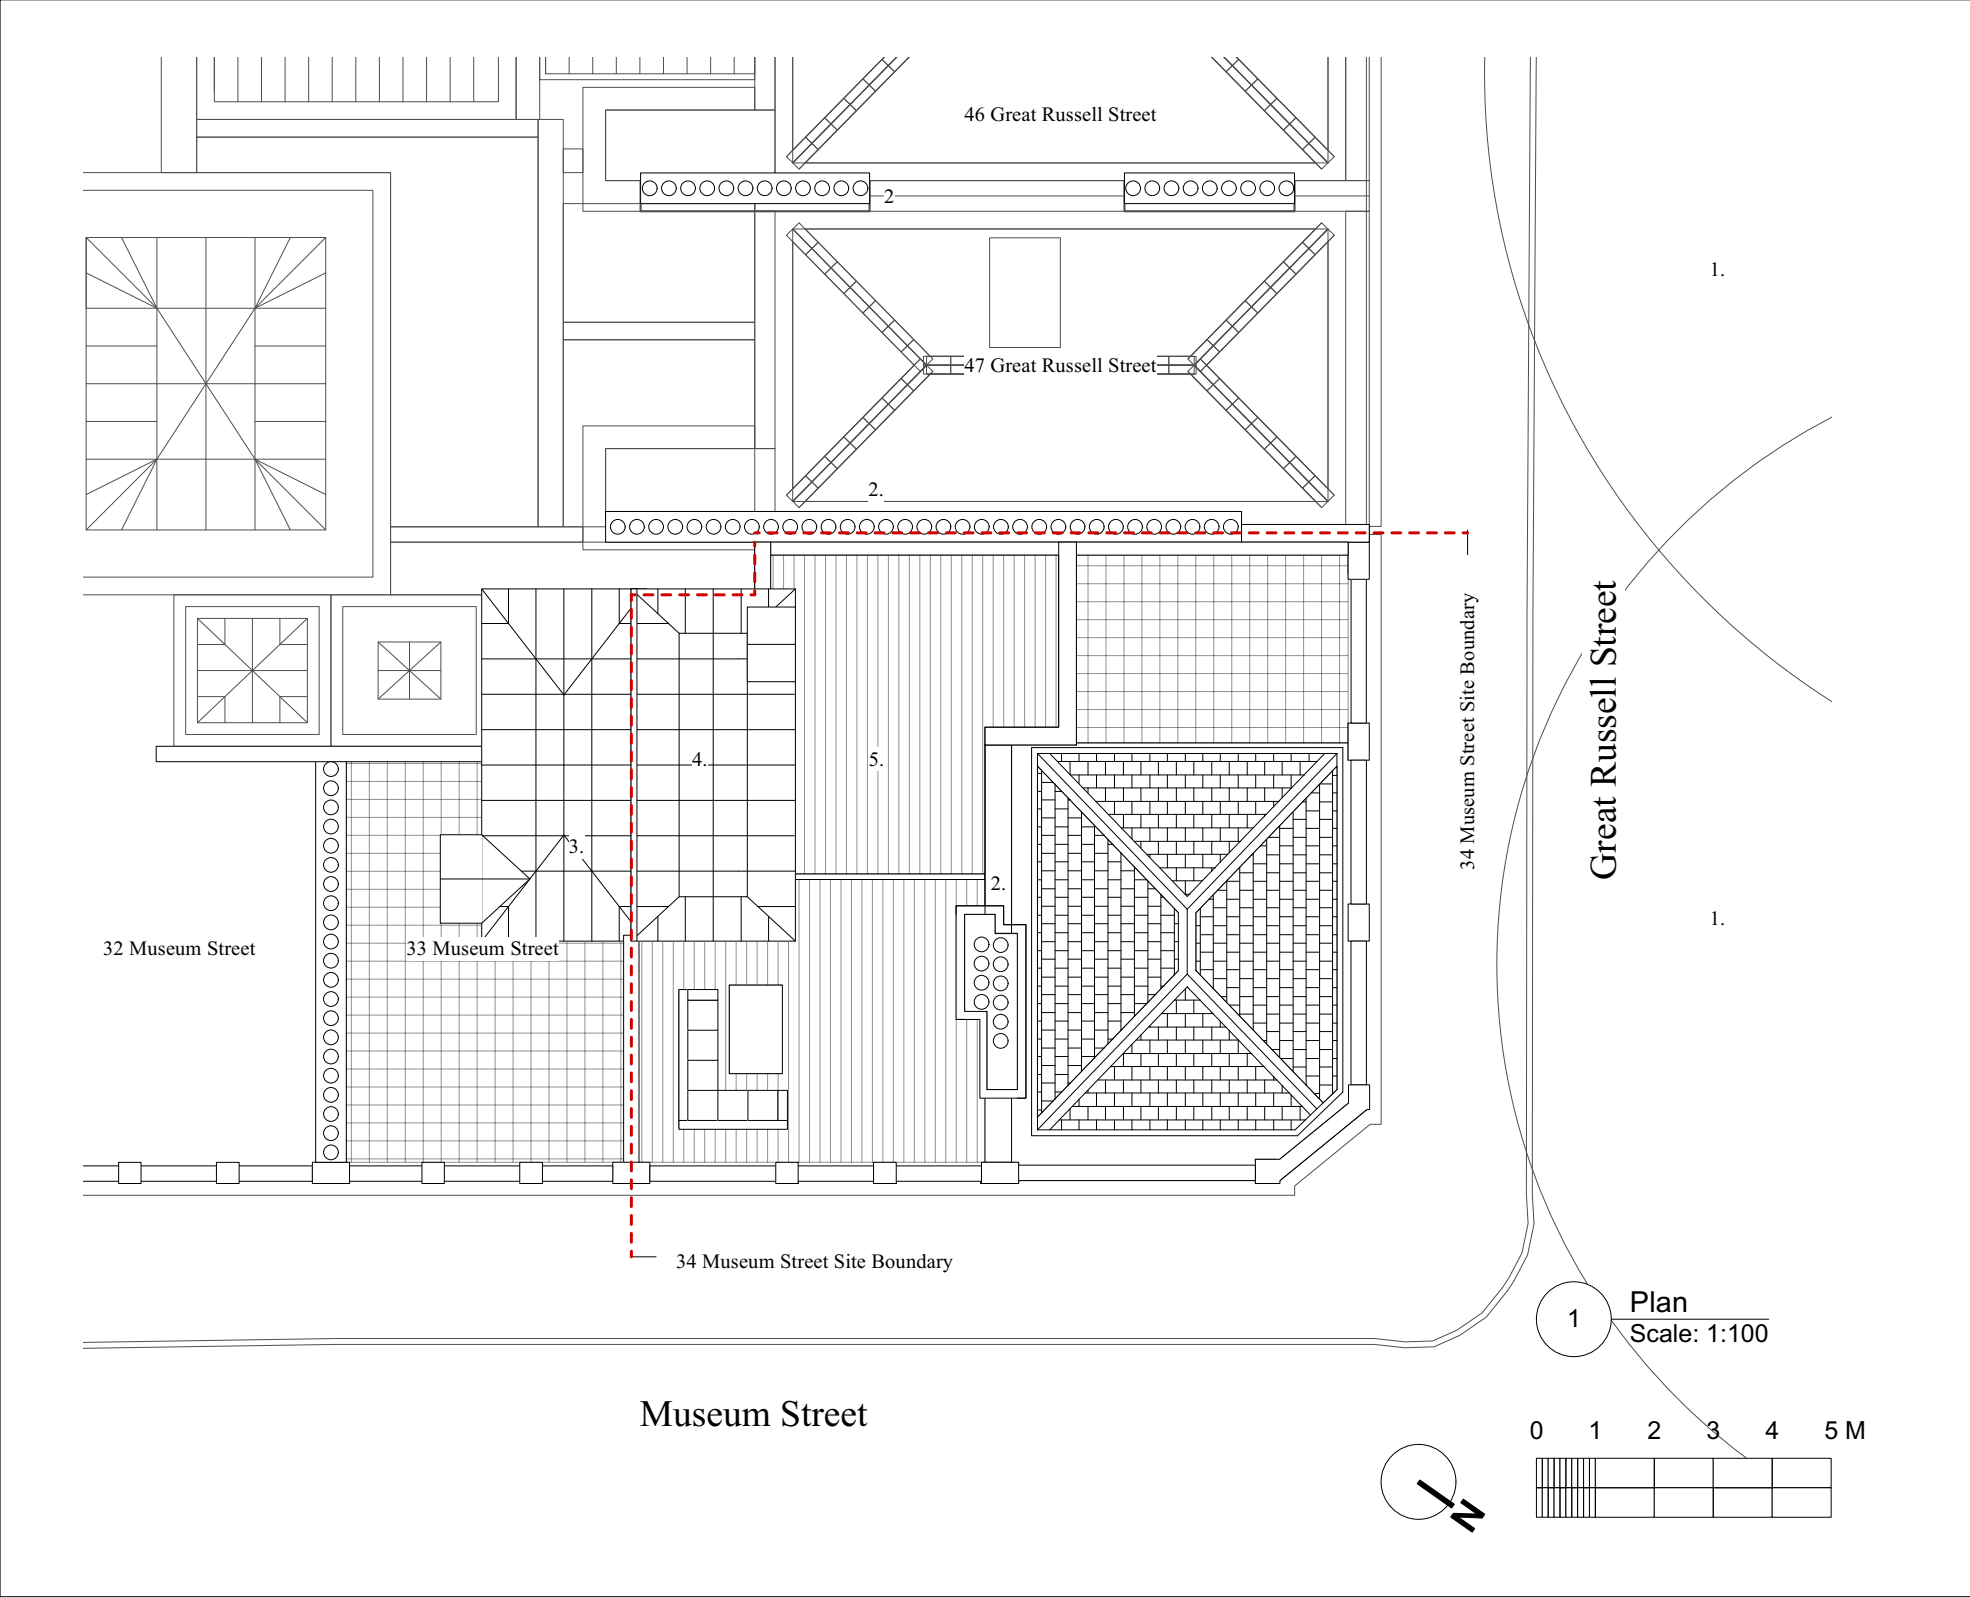 46 Great Russell Street
2
1.
47 Great Russell Street
2.
34 Museum Street Site Boundary
Great Russell Street
4.
5.
3.
2.
1.
32 Museum Street
33 Museum Street
34 Museum Street Site Boundary
1
Plan
Scale: 1:100
Museum Street
0 1 2 3 4 5 M
N